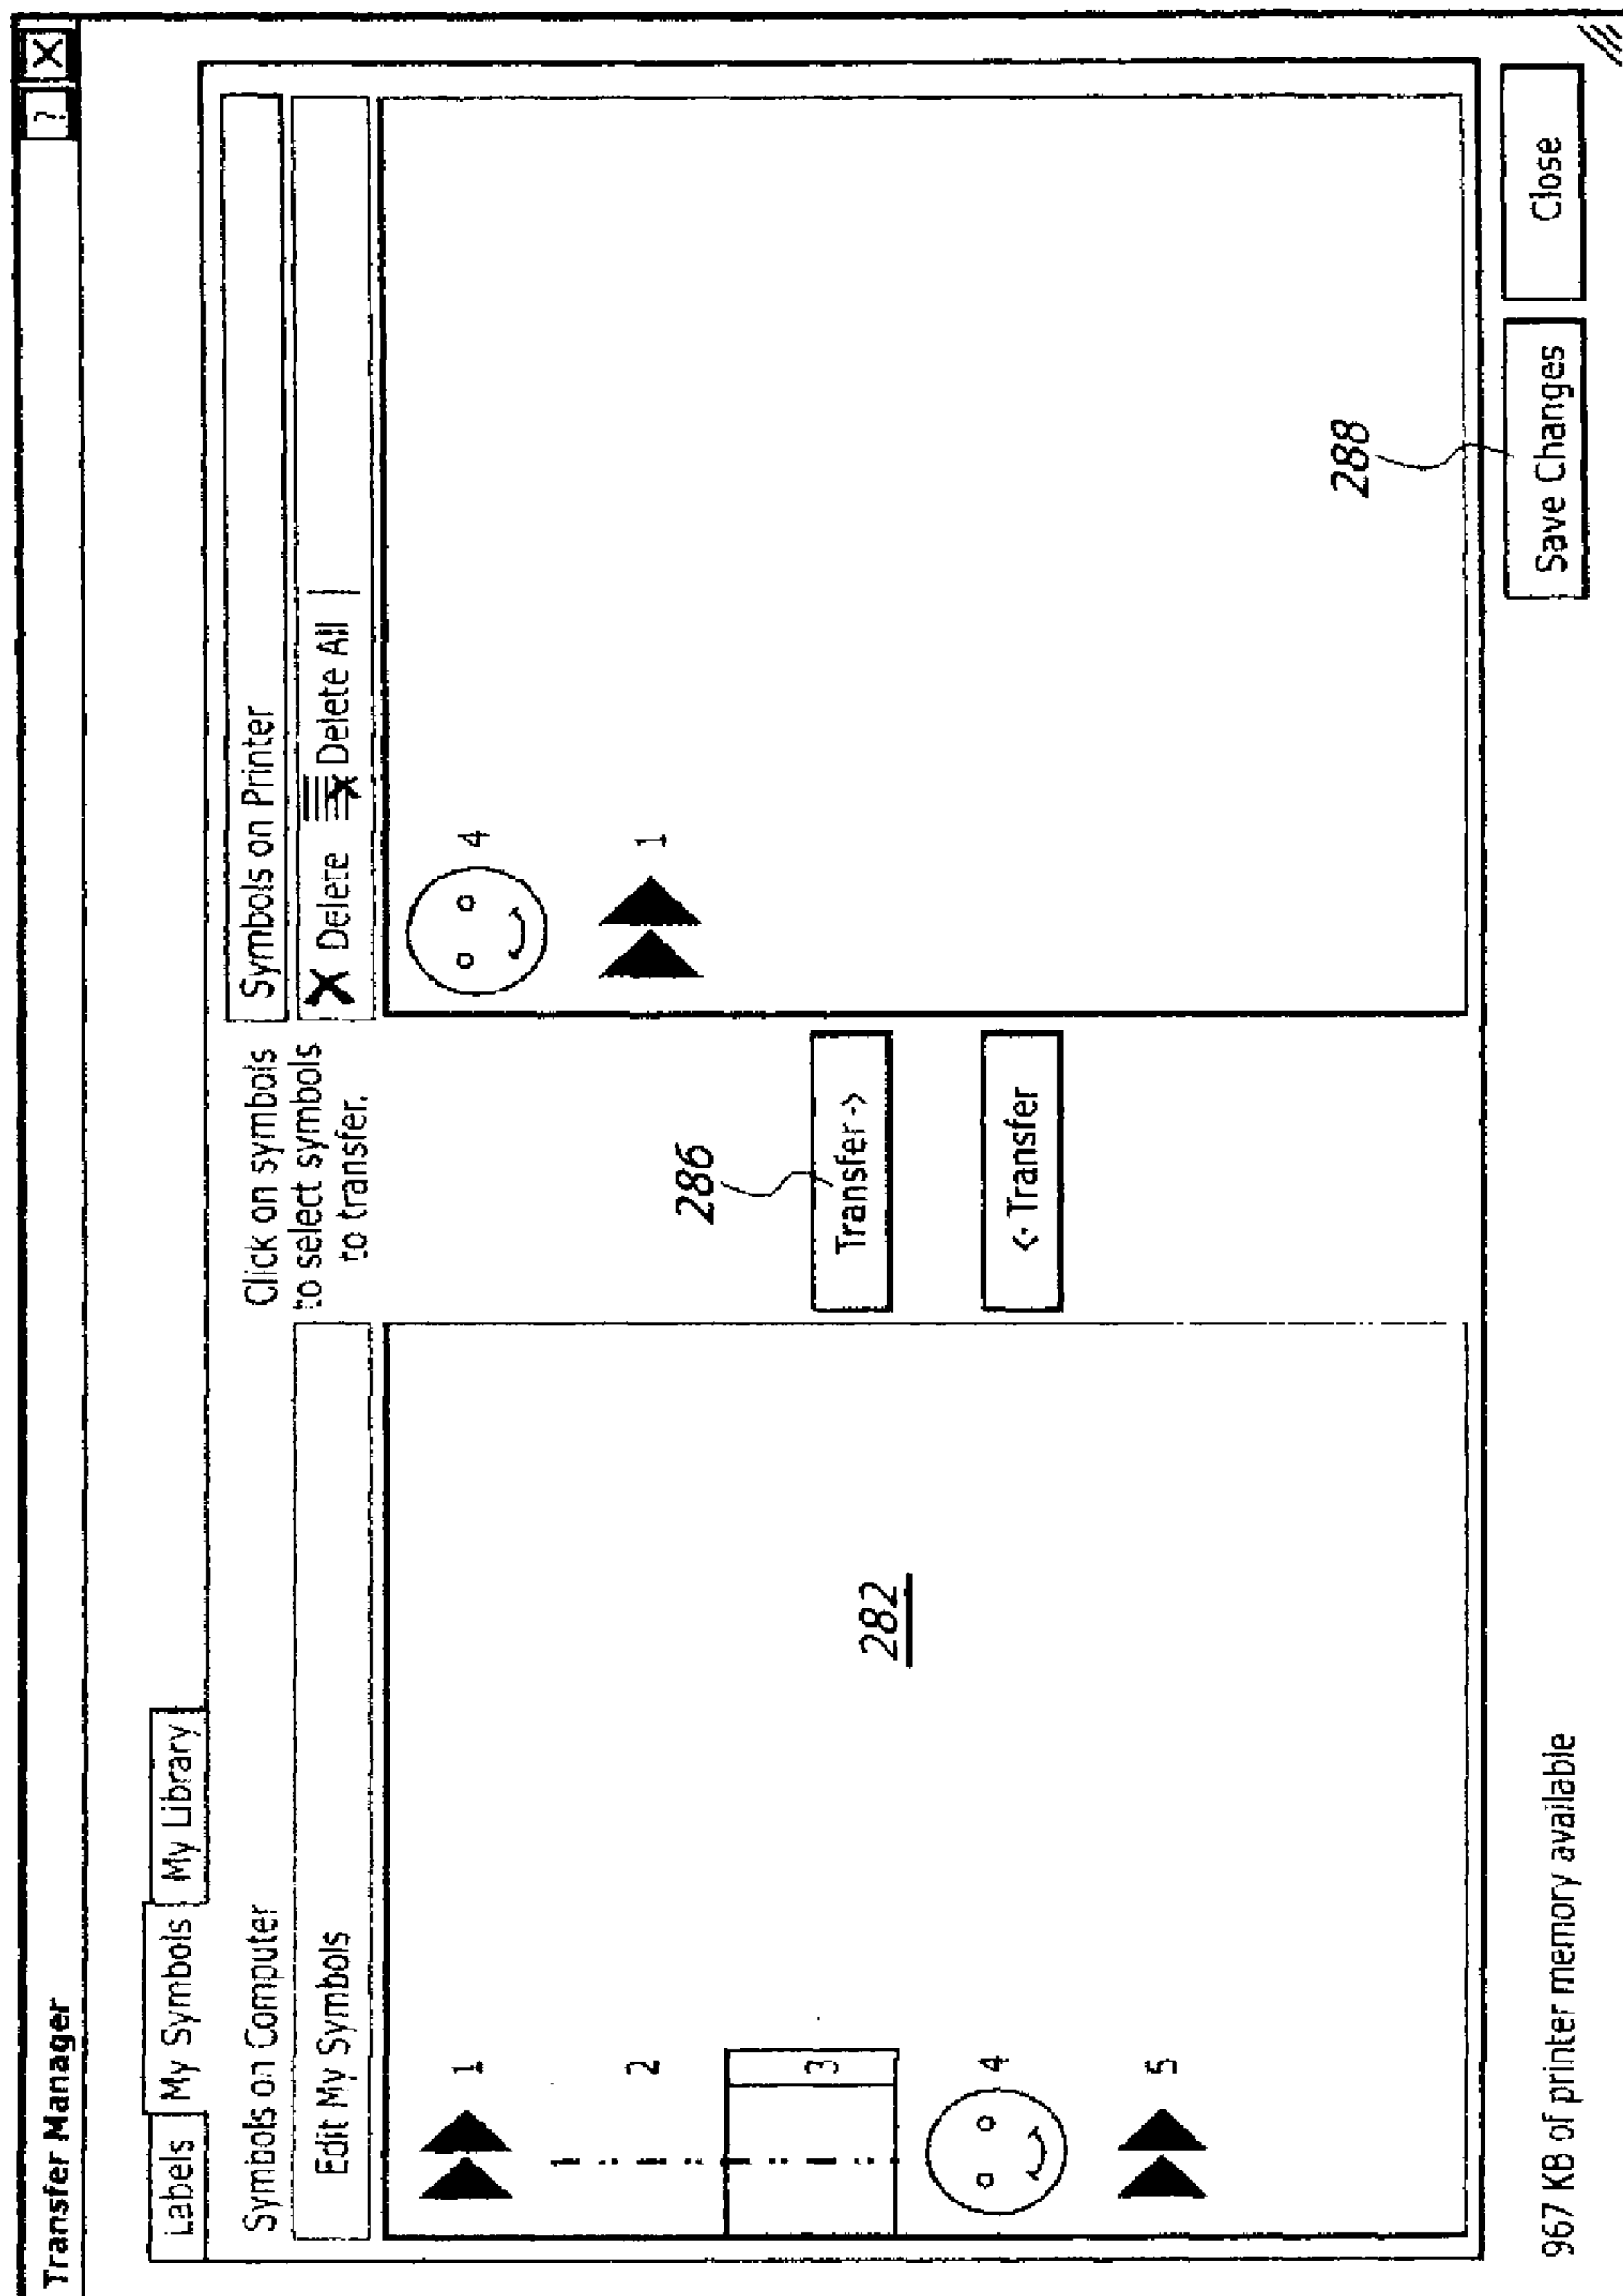 Transfer Manager
? X
Labels My Symbols My Library
Symbols on Computer
Edit My Symbols
1
2
3
4
5
282
Click on symbols
to select symbols
to transfer.
286
Transfer ->
<- Transfer
Symbols on Printer
X Delete X Delete All
4
1
288
967 KB of printer memory available
Save Changes Close